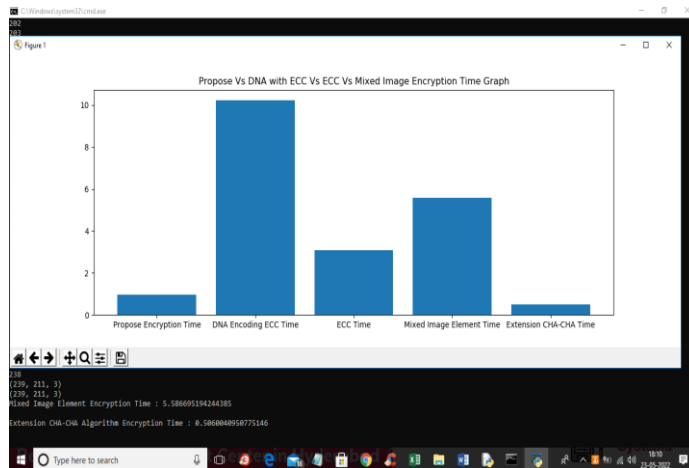 C:\Windows\system32\cmd.exe
202
203
Figure 1
Propose Vs DNA with ECC Vs ECC Vs Mixed Image Encryption Time Graph
10
8
6
4
2
0
Propose Encryption Time DNA Encoding ECC Time ECC Time Mixed Image Element Time Extension CHA-CHA Time
238
(239, 211, 3)
(239, 211, 3)
Mixed Image Element Encryption Time : 5.586695194244385
Extension CHA-CHA Algorithm Encryption Time : 0.5060040950775146
Type here to search
18:10
23-05-2022